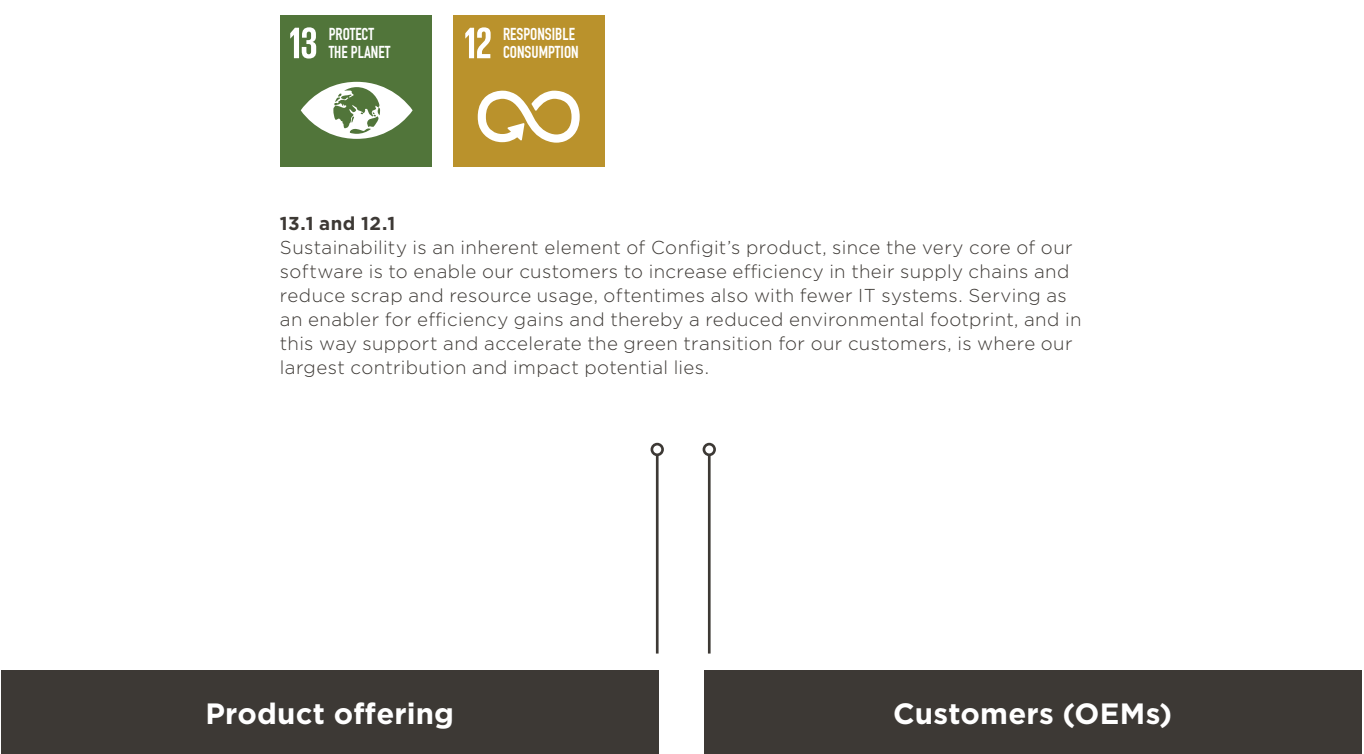 13 PROTECT
THE PLANET
12 RESPONSIBLE
CONSUMPTION
13.1 and 12.1
Sustainability is an inherent element of Configit’s product, since the very core of our
software is to enable our customers to increase efficiency in their supply chains and
reduce scrap and resource usage, oftentimes also with fewer IT systems. Serving as
an enabler for efficiency gains and thereby a reduced environmental footprint, and in
this way support and accelerate the green transition for our customers, is where our
largest contribution and impact potential lies.
Product offering
Customers (OEMs)